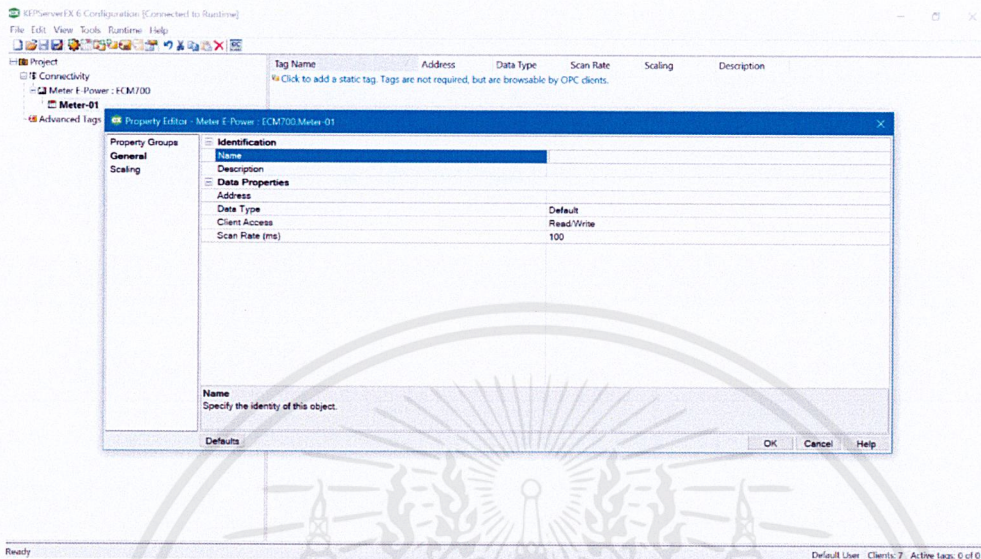 KEPServerEX 6 Configuration [Connected to Runtime]
File Edit View Tools Runtime Help
Project
Connectivity
Meter E-Power : ECM700
Meter-01
Advanced Tags
Tag Name Address Data Type Scan Rate Scaling Description
Click to add a static tag. Tags are not required, but are browsable by OPC clients.
Property Editor - Meter E-Power : ECM700.Meter-01
Property Groups
General
Scaling
Identification
Name
Description
Data Properties
Address
Data Type Default
Client Access Read/Write
Scan Rate (ms) 100
Name
Specify the identity of this object.
Defaults OK Cancel Help
Ready Default User Clients: 7 Active tags: 0 of 0